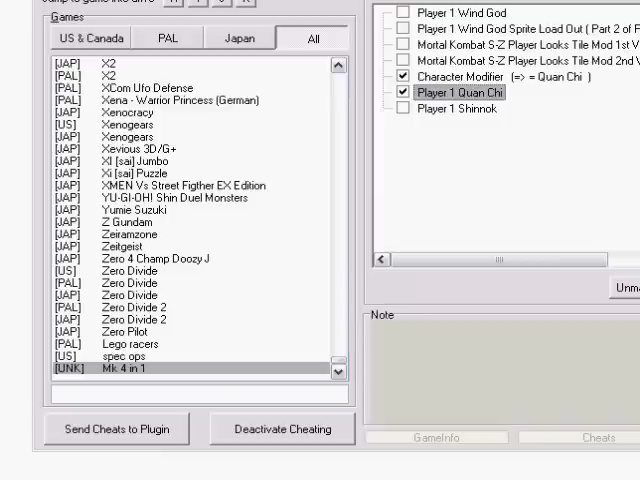 Games
US & Canada
PAL
Japan
All
[JAP] X2
[PAL] X2
[PAL] XCom Ufo Defense
[PAL] Xena - Warrior Princess (German)
[JAP] Xenocracy
[US] Xenogears
[JAP] Xenogears
[JAP] Xevious 3D/G+
[JAP] XI [sai] Jumbo
[JAP] Xi [sai] Puzzle
[JAP] XMEN Vs Street Figther EX Edition
[JAP] YU-GI-OH! Shin Duel Monsters
[JAP] Yumie Suzuki
[JAP] Z Gundam
[JAP] Zeiramzone
[JAP] Zeitgeist
[JAP] Zero 4 Champ Doozy J
[US] Zero Divide
[PAL] Zero Divide
[JAP] Zero Divide
[PAL] Zero Divide 2
[JAP] Zero Divide 2
[JAP] Zero Pilot
[PAL] Lego racers
[US] spec ops
[UNK] Mk 4 in 1
Send Cheats to Plugin
Deactivate Cheating
Player 1 Wind God
Player 1 Wind God Sprite Load Out ( Part 2 of
Mortal Kombat S-Z Player Looks Tile Mod 1st
Mortal Kombat S-Z Player Looks Tile Mod 2nd
Character Modifier (=> = Quan Chi )
Player 1 Quan Chi
Player 1 Shinnok
Note
GameInfo
Cheats